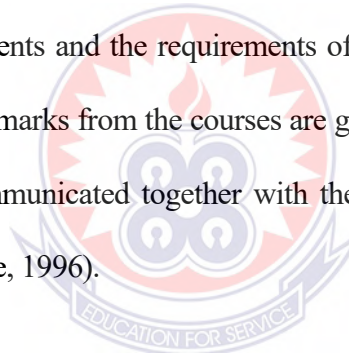 ents and the requirements of
marks from the courses are g
mmunicated together with the
e, 1996).
EDUCATION FOR SERVICE